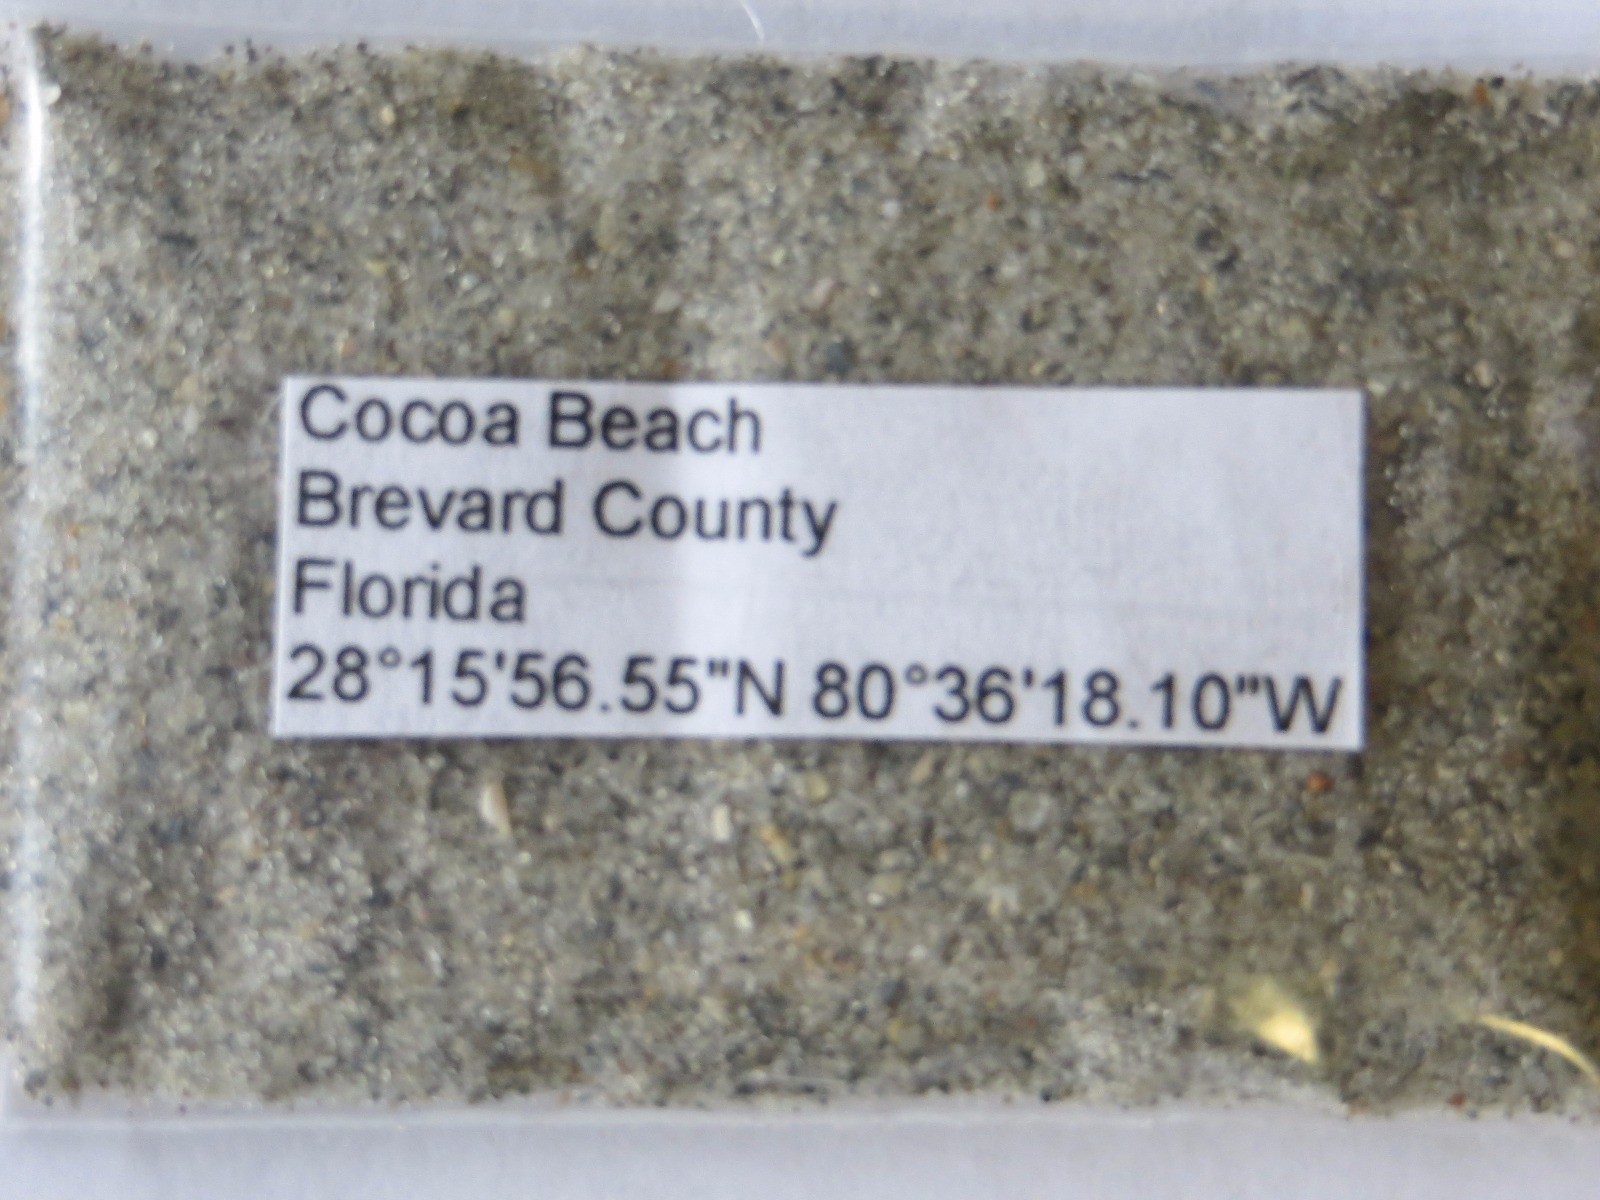 Cocoa Beach
Brevard County
Florida
28°15'56.55"N 80°36'18.10"W